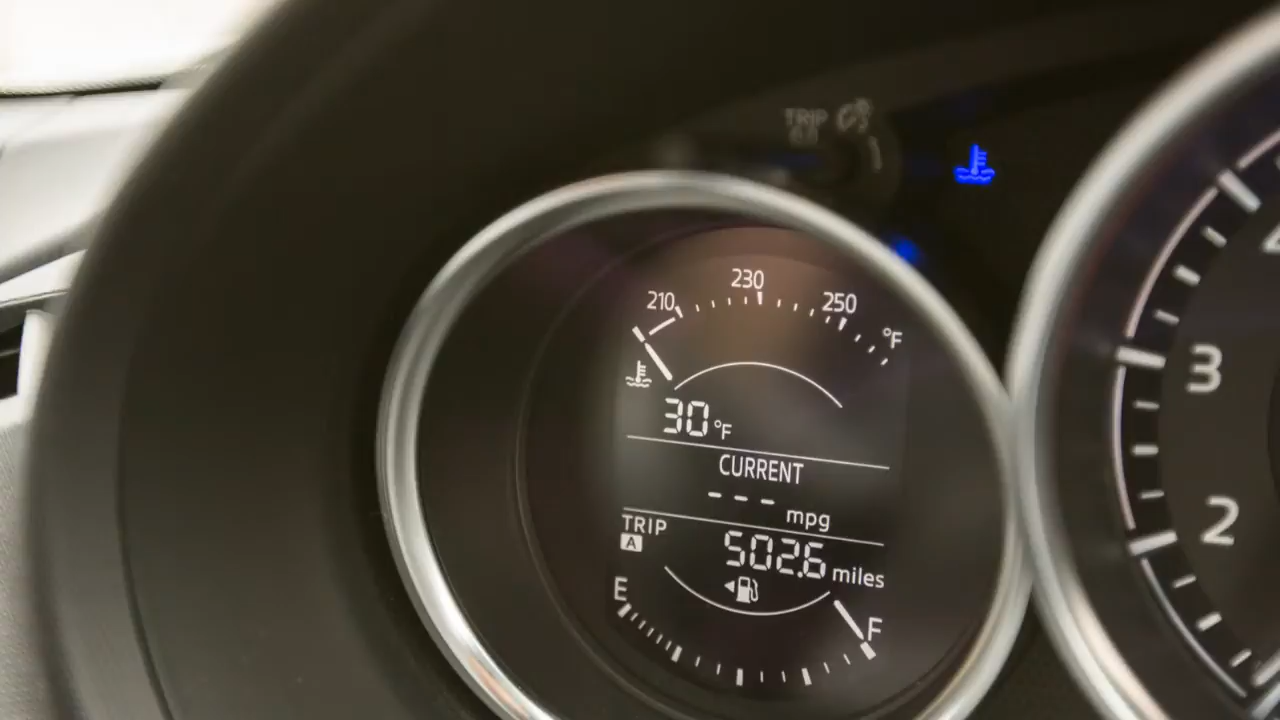 TRIP
230
210
250
°F
30 °F
CURRENT
--- mpg
TRIP
A
502.6 miles
E
F
3
2